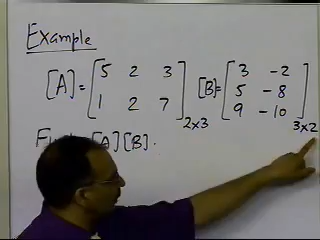 Example
[A] = [5 2 3 [B] = [3 -2
5 -8
1 2 7]2x3 9 -10]3x2
[A][B].